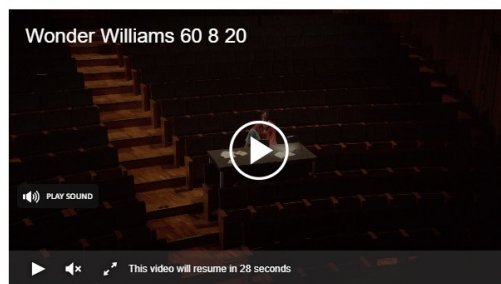 Wonder Williams 60 8 20
PLAY SOUND
This video will resume in 28 seconds